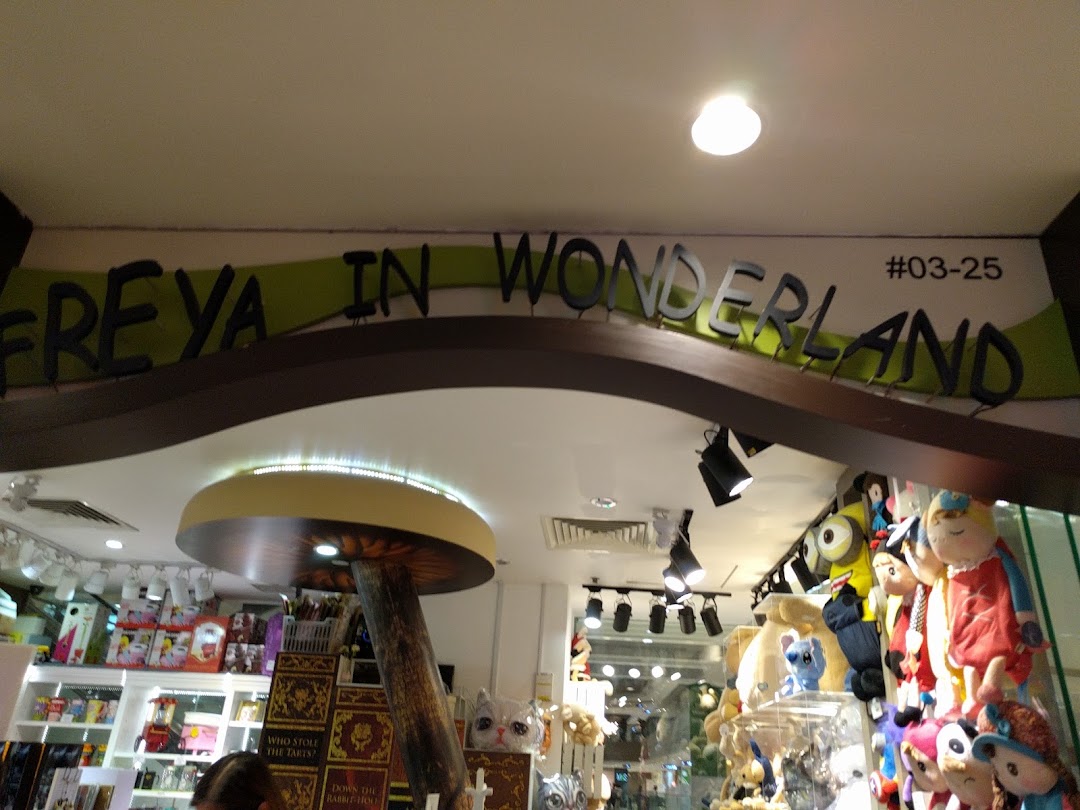 FREYA IN WONDERLAND
#03-25
WHO STOLE
THE TARTS?
DOWN THE
RABBIT-HOLE